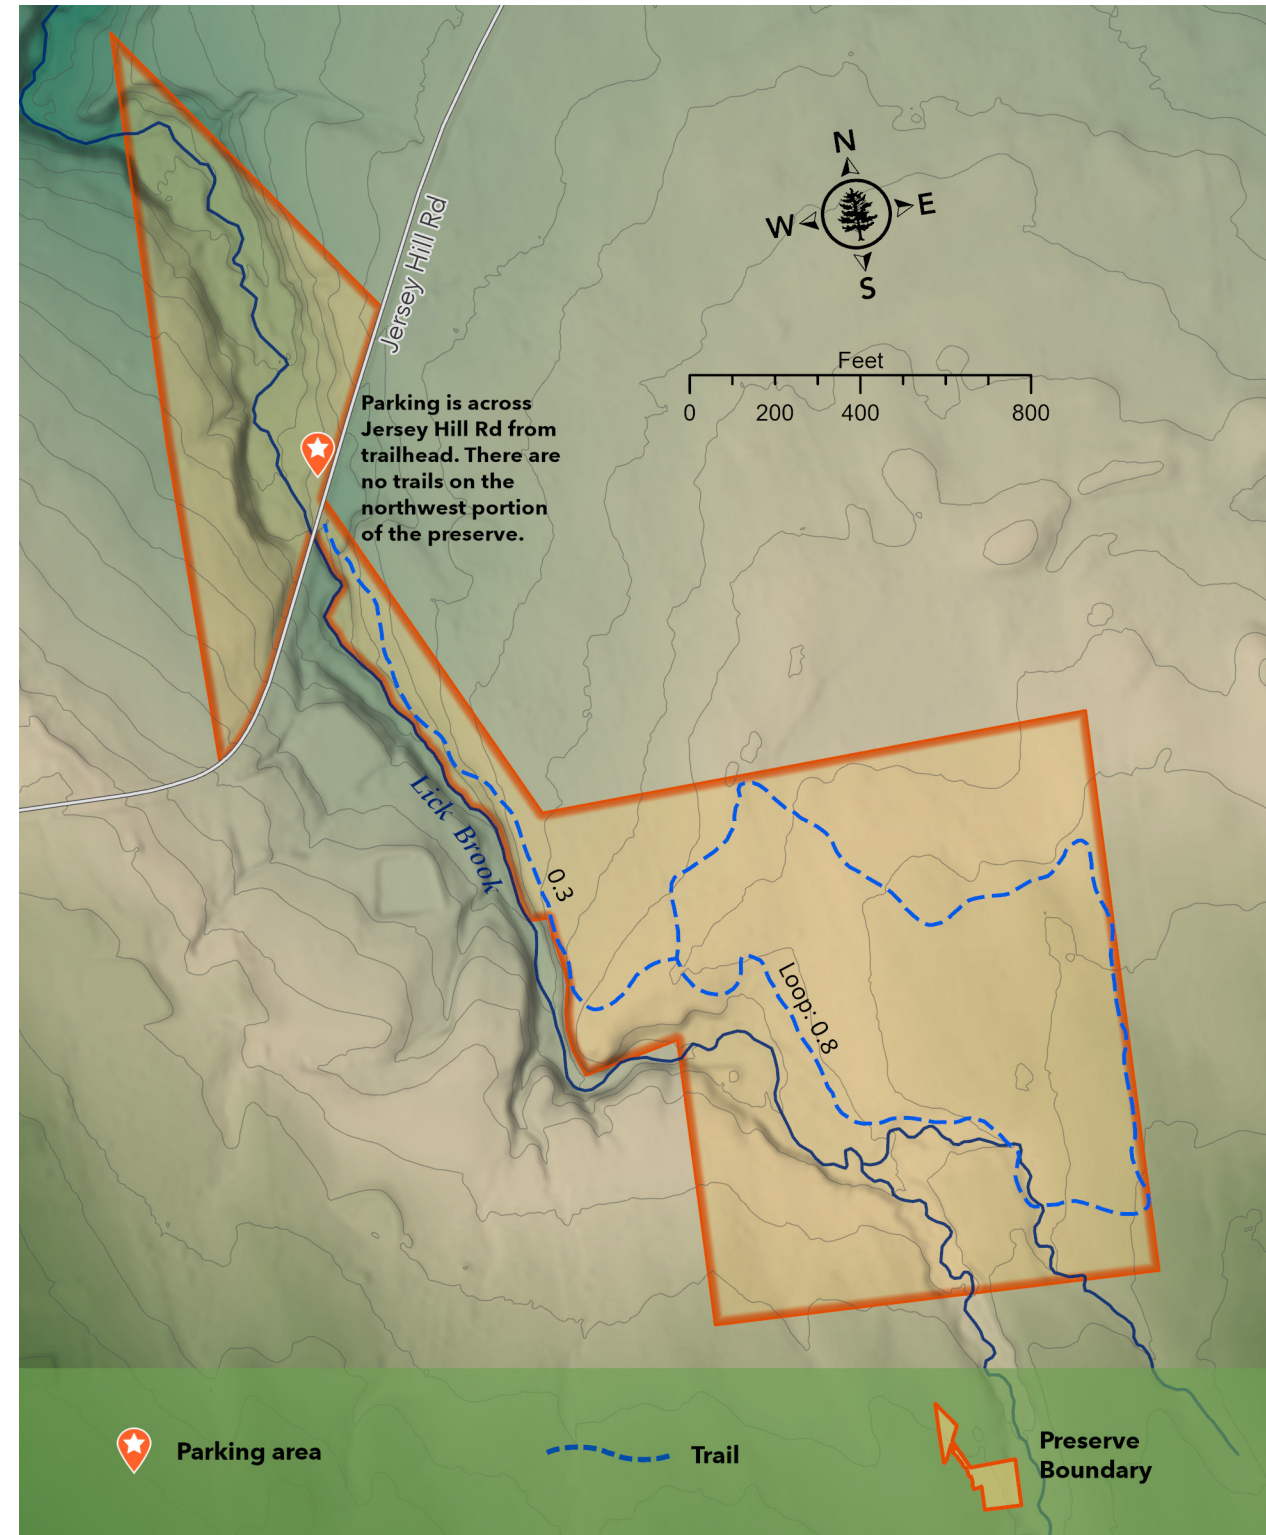 N
W
E
S
Jersey Hill Rd
Feet
0 200 400 800
Parking is across
Jersey Hill Rd from
trailhead. There are
no trails on the
northwest portion
of the preserve.
Lick Brook
0.3
Loop: 0.8
Parking area
Trail
Preserve
Boundary